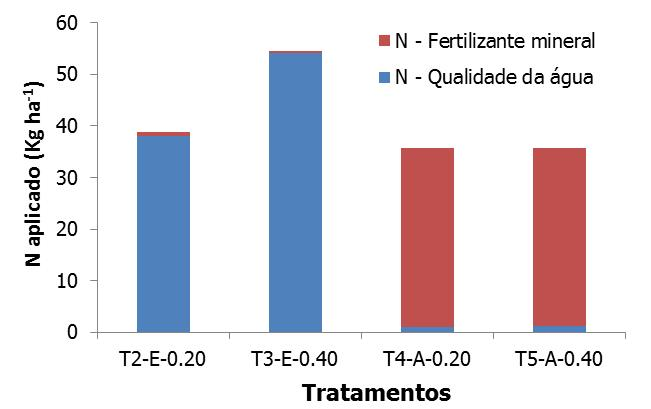 60
50
40
30
20
10
0
N aplicado (Kg ha-1)
N - Fertilizante mineral
N - Qualidade da água
T2-E-0.20 T3-E-0.40 T4-A-0.20 T5-A-0.40
Tratamentos